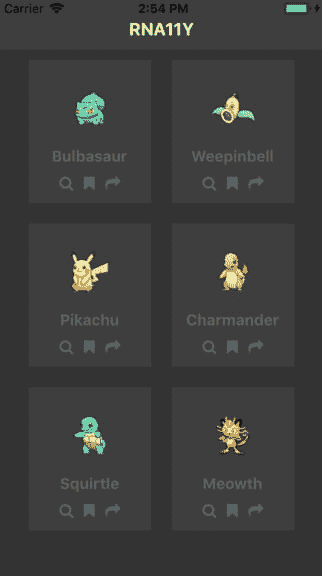 Carrier 2:54 PM
RNA11Y
Bulbasaur Weepinbell
Pikachu Charmander
Squirtle Meowth